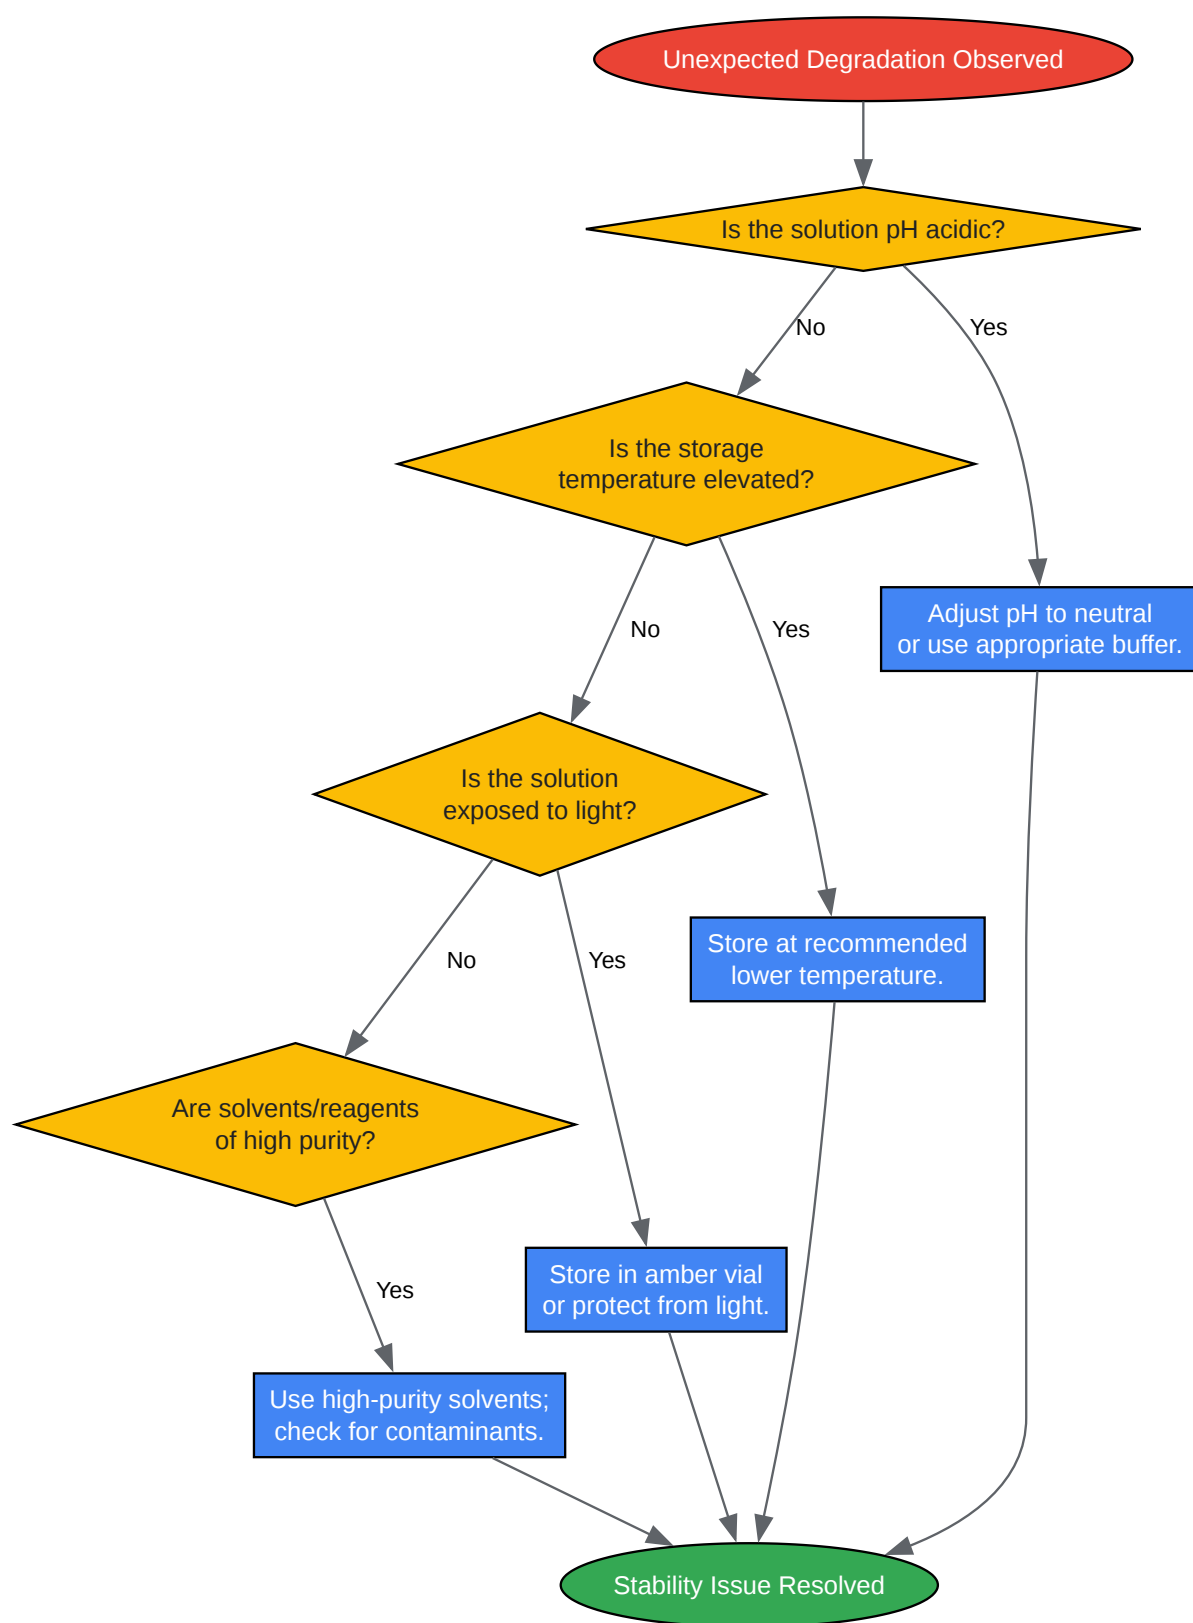 Unexpected Degradation Observed
Is the solution pH acidic?
No
Yes
Is the storage
temperature elevated?
No
Yes
Adjust pH to neutral
or use appropriate buffer.
Is the solution
exposed to light?
No
Yes
Store at recommended
lower temperature.
Are solvents/reagents
of high purity?
Yes
Store in amber vial
or protect from light.
Use high-purity solvents;
check for contaminants.
Stability Issue Resolved